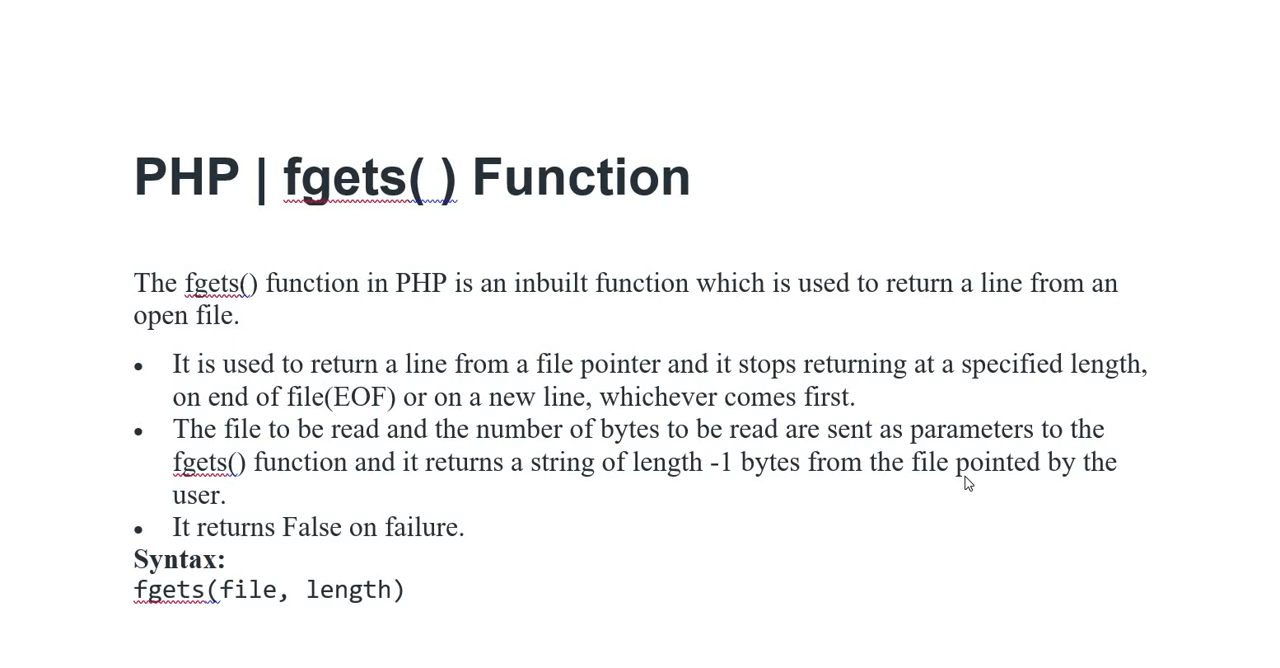 PHP | fgets( ) Function
The fgets() function in PHP is an inbuilt function which is used to return a line from an
open file.
• It is used to return a line from a file pointer and it stops returning at a specified length,
on end of file(EOF) or on a new line, whichever comes first.
• The file to be read and the number of bytes to be read are sent as parameters to the
fgets() function and it returns a string of length -1 bytes from the file pointed by the
user.
• It returns False on failure.
Syntax:
fgets(file, length)